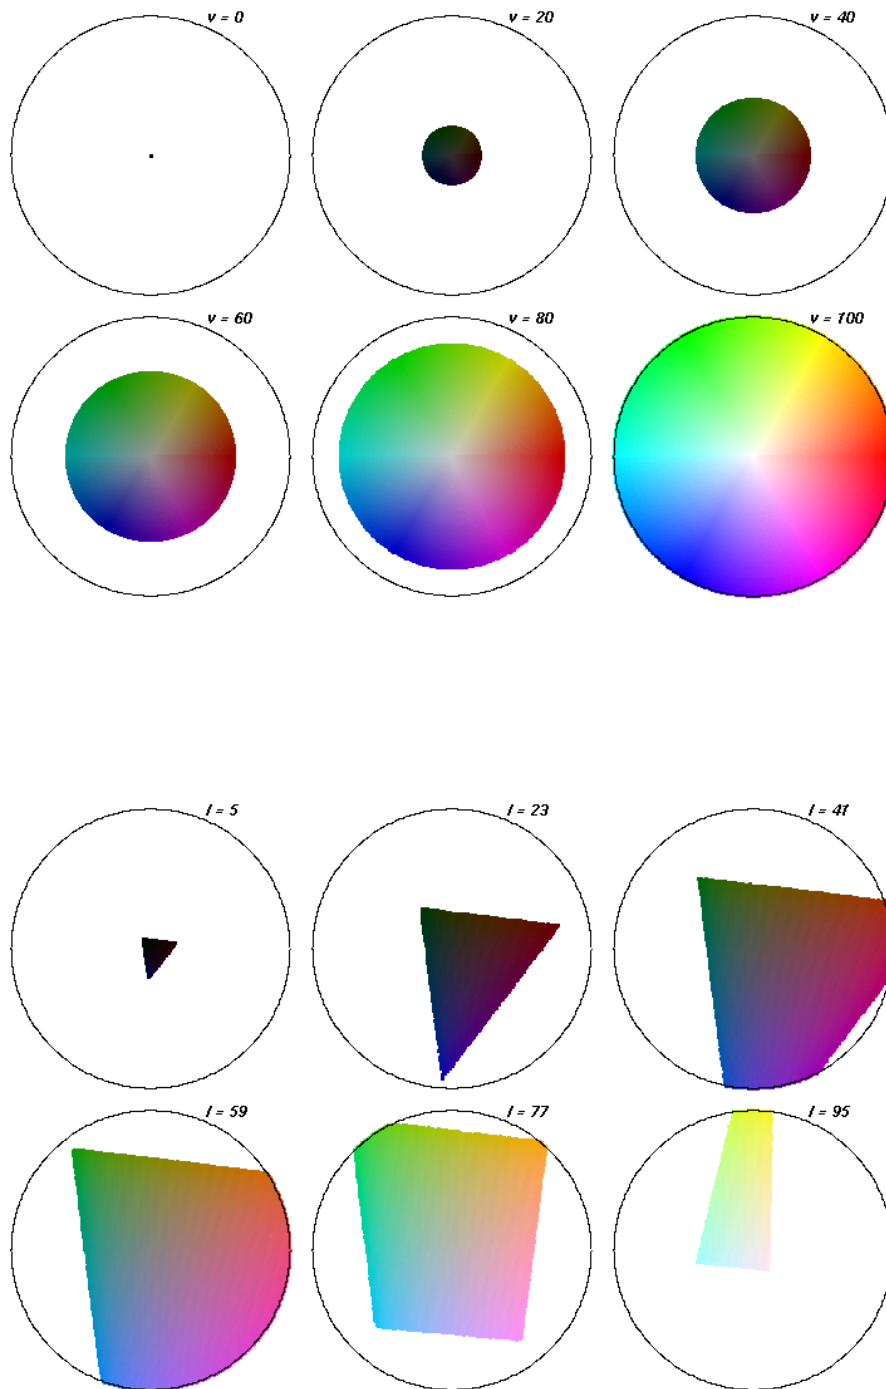 v = 0
v = 20
v = 40
v = 60
v = 80
v = 100
l = 5
l = 23
l = 41
l = 59
l = 77
l = 95